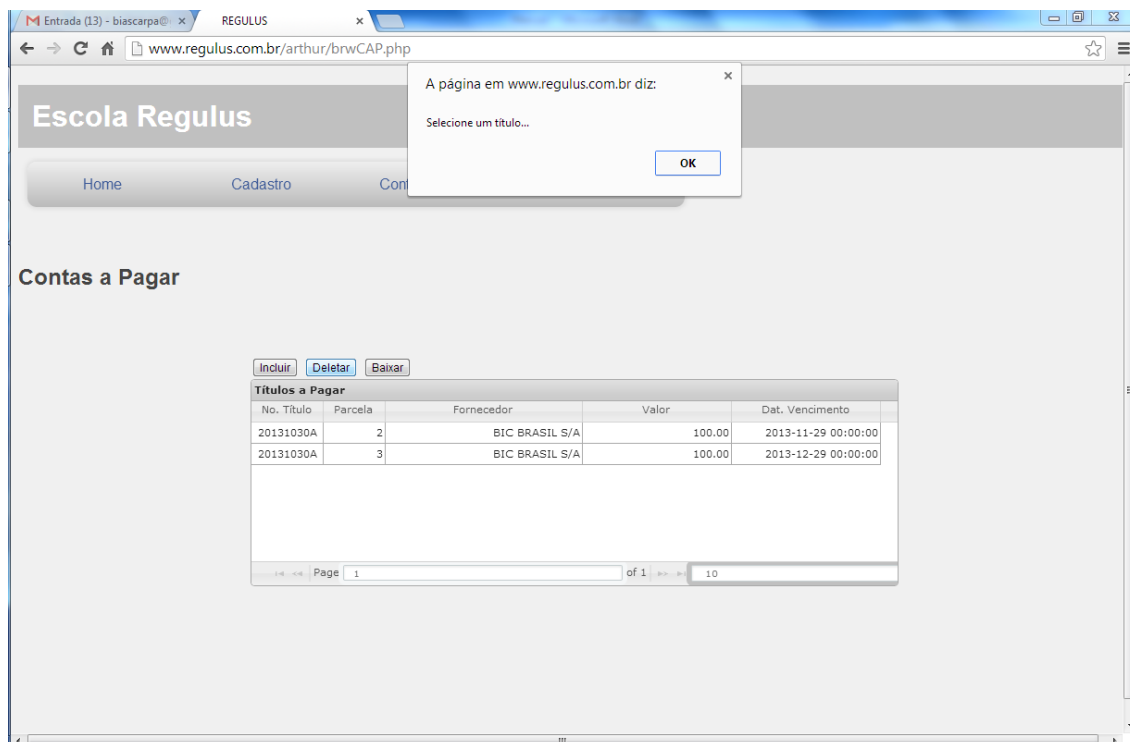 Entrada (13) - biascarpa@ REGULUS
www.regulus.com.br/arthur/brwCAP.php
A página em www.regulus.com.br diz:
Selecione um título...
OK
Escola Regulus
Home Cadastro
Contas a Pagar
Incluir Deletar Baixar
Títulos a Pagar
No. Título Parcela Fornecedor Valor Dat. Vencimento
20131030A 2 BIC BRASIL S/A 100.00 2013-11-29 00:00:00
20131030A 3 BIC BRASIL S/A 100.00 2013-12-29 00:00:00
Page 1 of 1 10